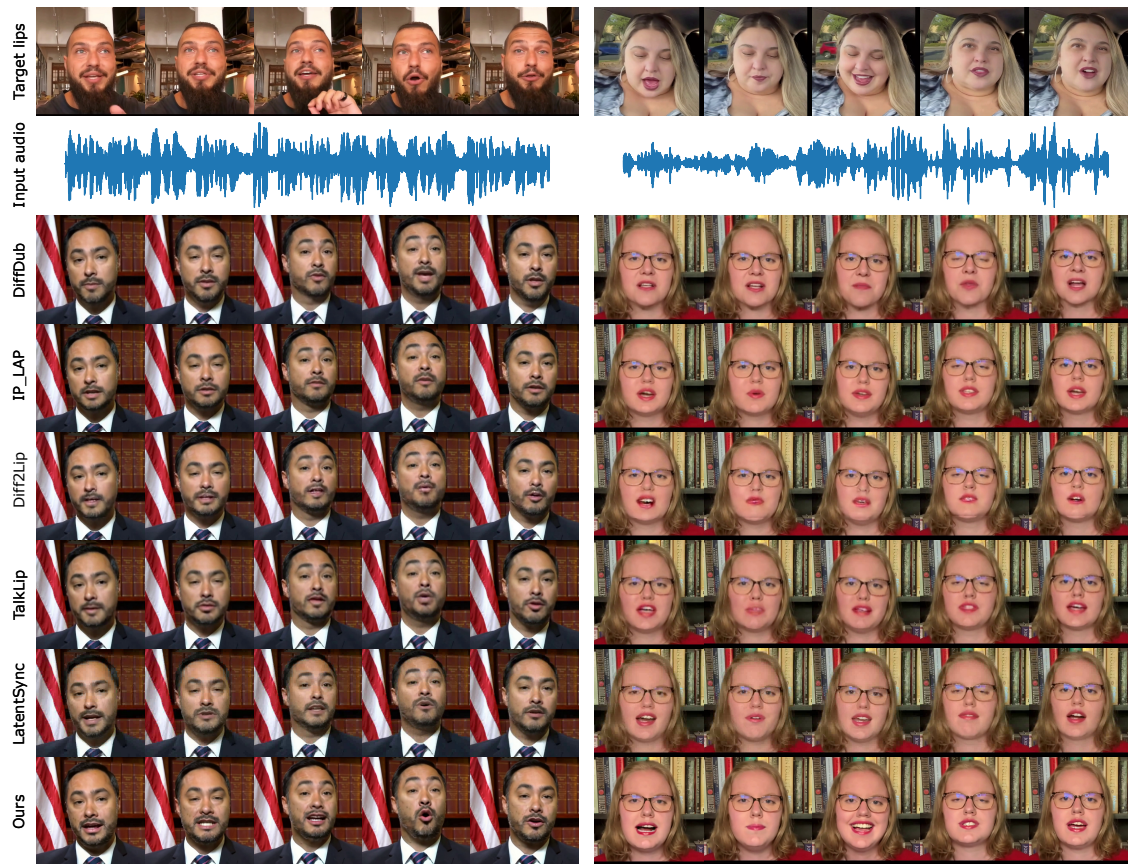 Target lips
Input audio
DiffDub
IP_LAP
Diff2Lip
TalkLip
LatentSync
Ours